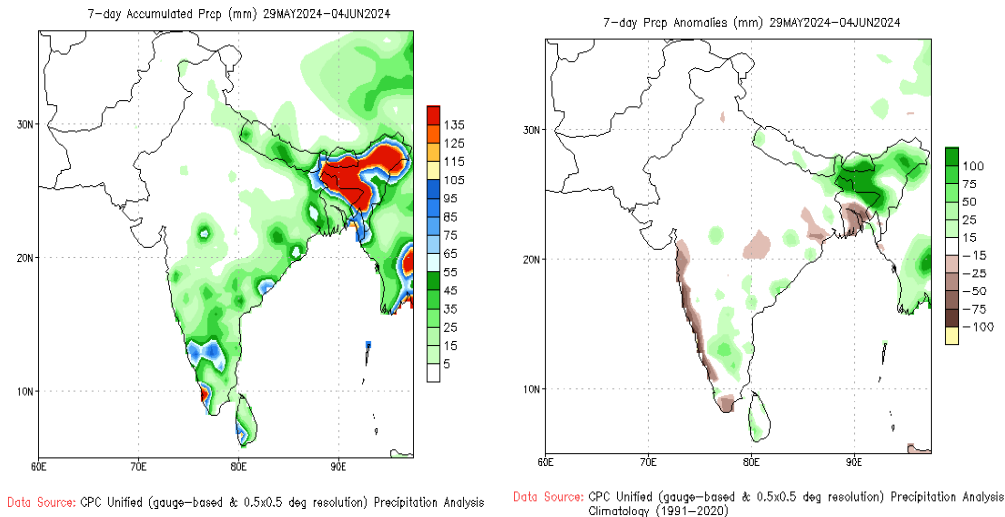 7-day Accumulated Prcp (mm) 29MAY2024-04JUN2024
30N
20N
10N
60E
70E
80E
90E
135
125
115
105
95
85
75
65
55
45
35
25
15
5
Data Source: CPC Unified (gauge-based & 0.5x0.5 deg resolution) Precipitation Analysis
7-day Prcp Anomalies (mm) 29MAY2024-04JUN2024
30N
20N
10N
60E
70E
80E
90E
100
75
50
25
15
-15
-25
-50
-75
-100
Data Source: CPC Unified (gauge-based & 0.5x0.5 deg resolution) Precipitation Analysis
Climatology (1991-2020)